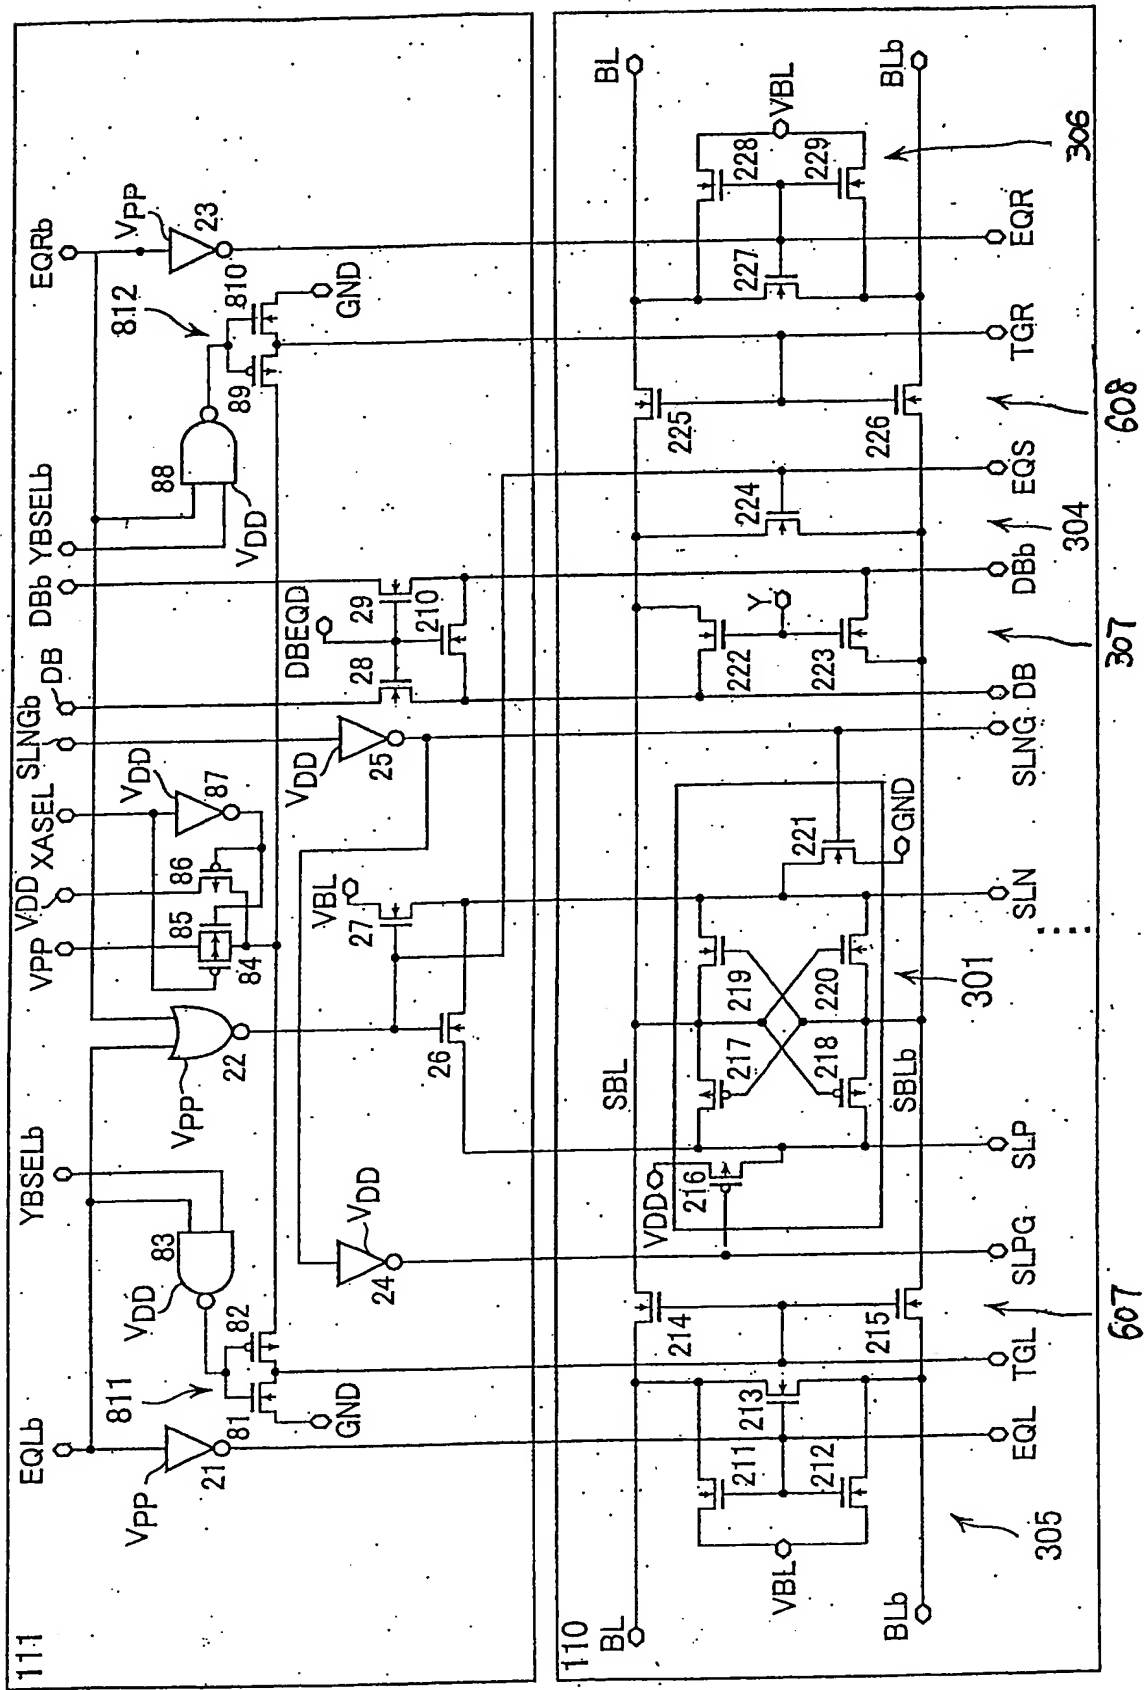 111
EQLb
YBSELb
VPP
VDD
XASEL
SLNGb
DB
DBb
YBSELb
EQRb
VPP
21
811
81
82
GND
VDD
83
VPP
22
84
85
86
VDD
87
VDD
25
DBEQD
28
29
210
VDD
88
812
89
810
GND
VPP
23
24
VDD
26
27
VBL
110
BL
BLb
VBL
211
212
213
305
EQL
TGL
214
215
607
SLPG
VDD
216
SLP
SBL
SBLb
217
218
219
220
301
SLN
221
GND
SLNG
DB
222
223
Y
307
DBb
224
304
EQS
225
226
608
TGR
227
228
229
VBL
306
EQR
BL
BLb